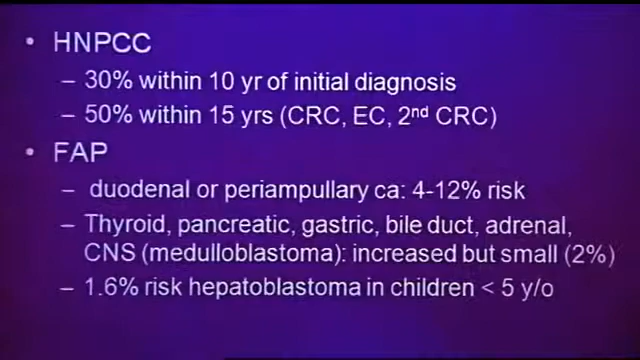 • HNPCC
– 30% within 10 yr of initial diagnosis
– 50% within 15 yrs (CRC, EC, 2nd CRC)
• FAP
– duodenal or periampullary ca: 4-12% risk
– Thyroid, pancreatic, gastric, bile duct, adrenal,
CNS (medulloblastoma): increased but small (2%)
– 1.6% risk hepatoblastoma in children < 5 y/o